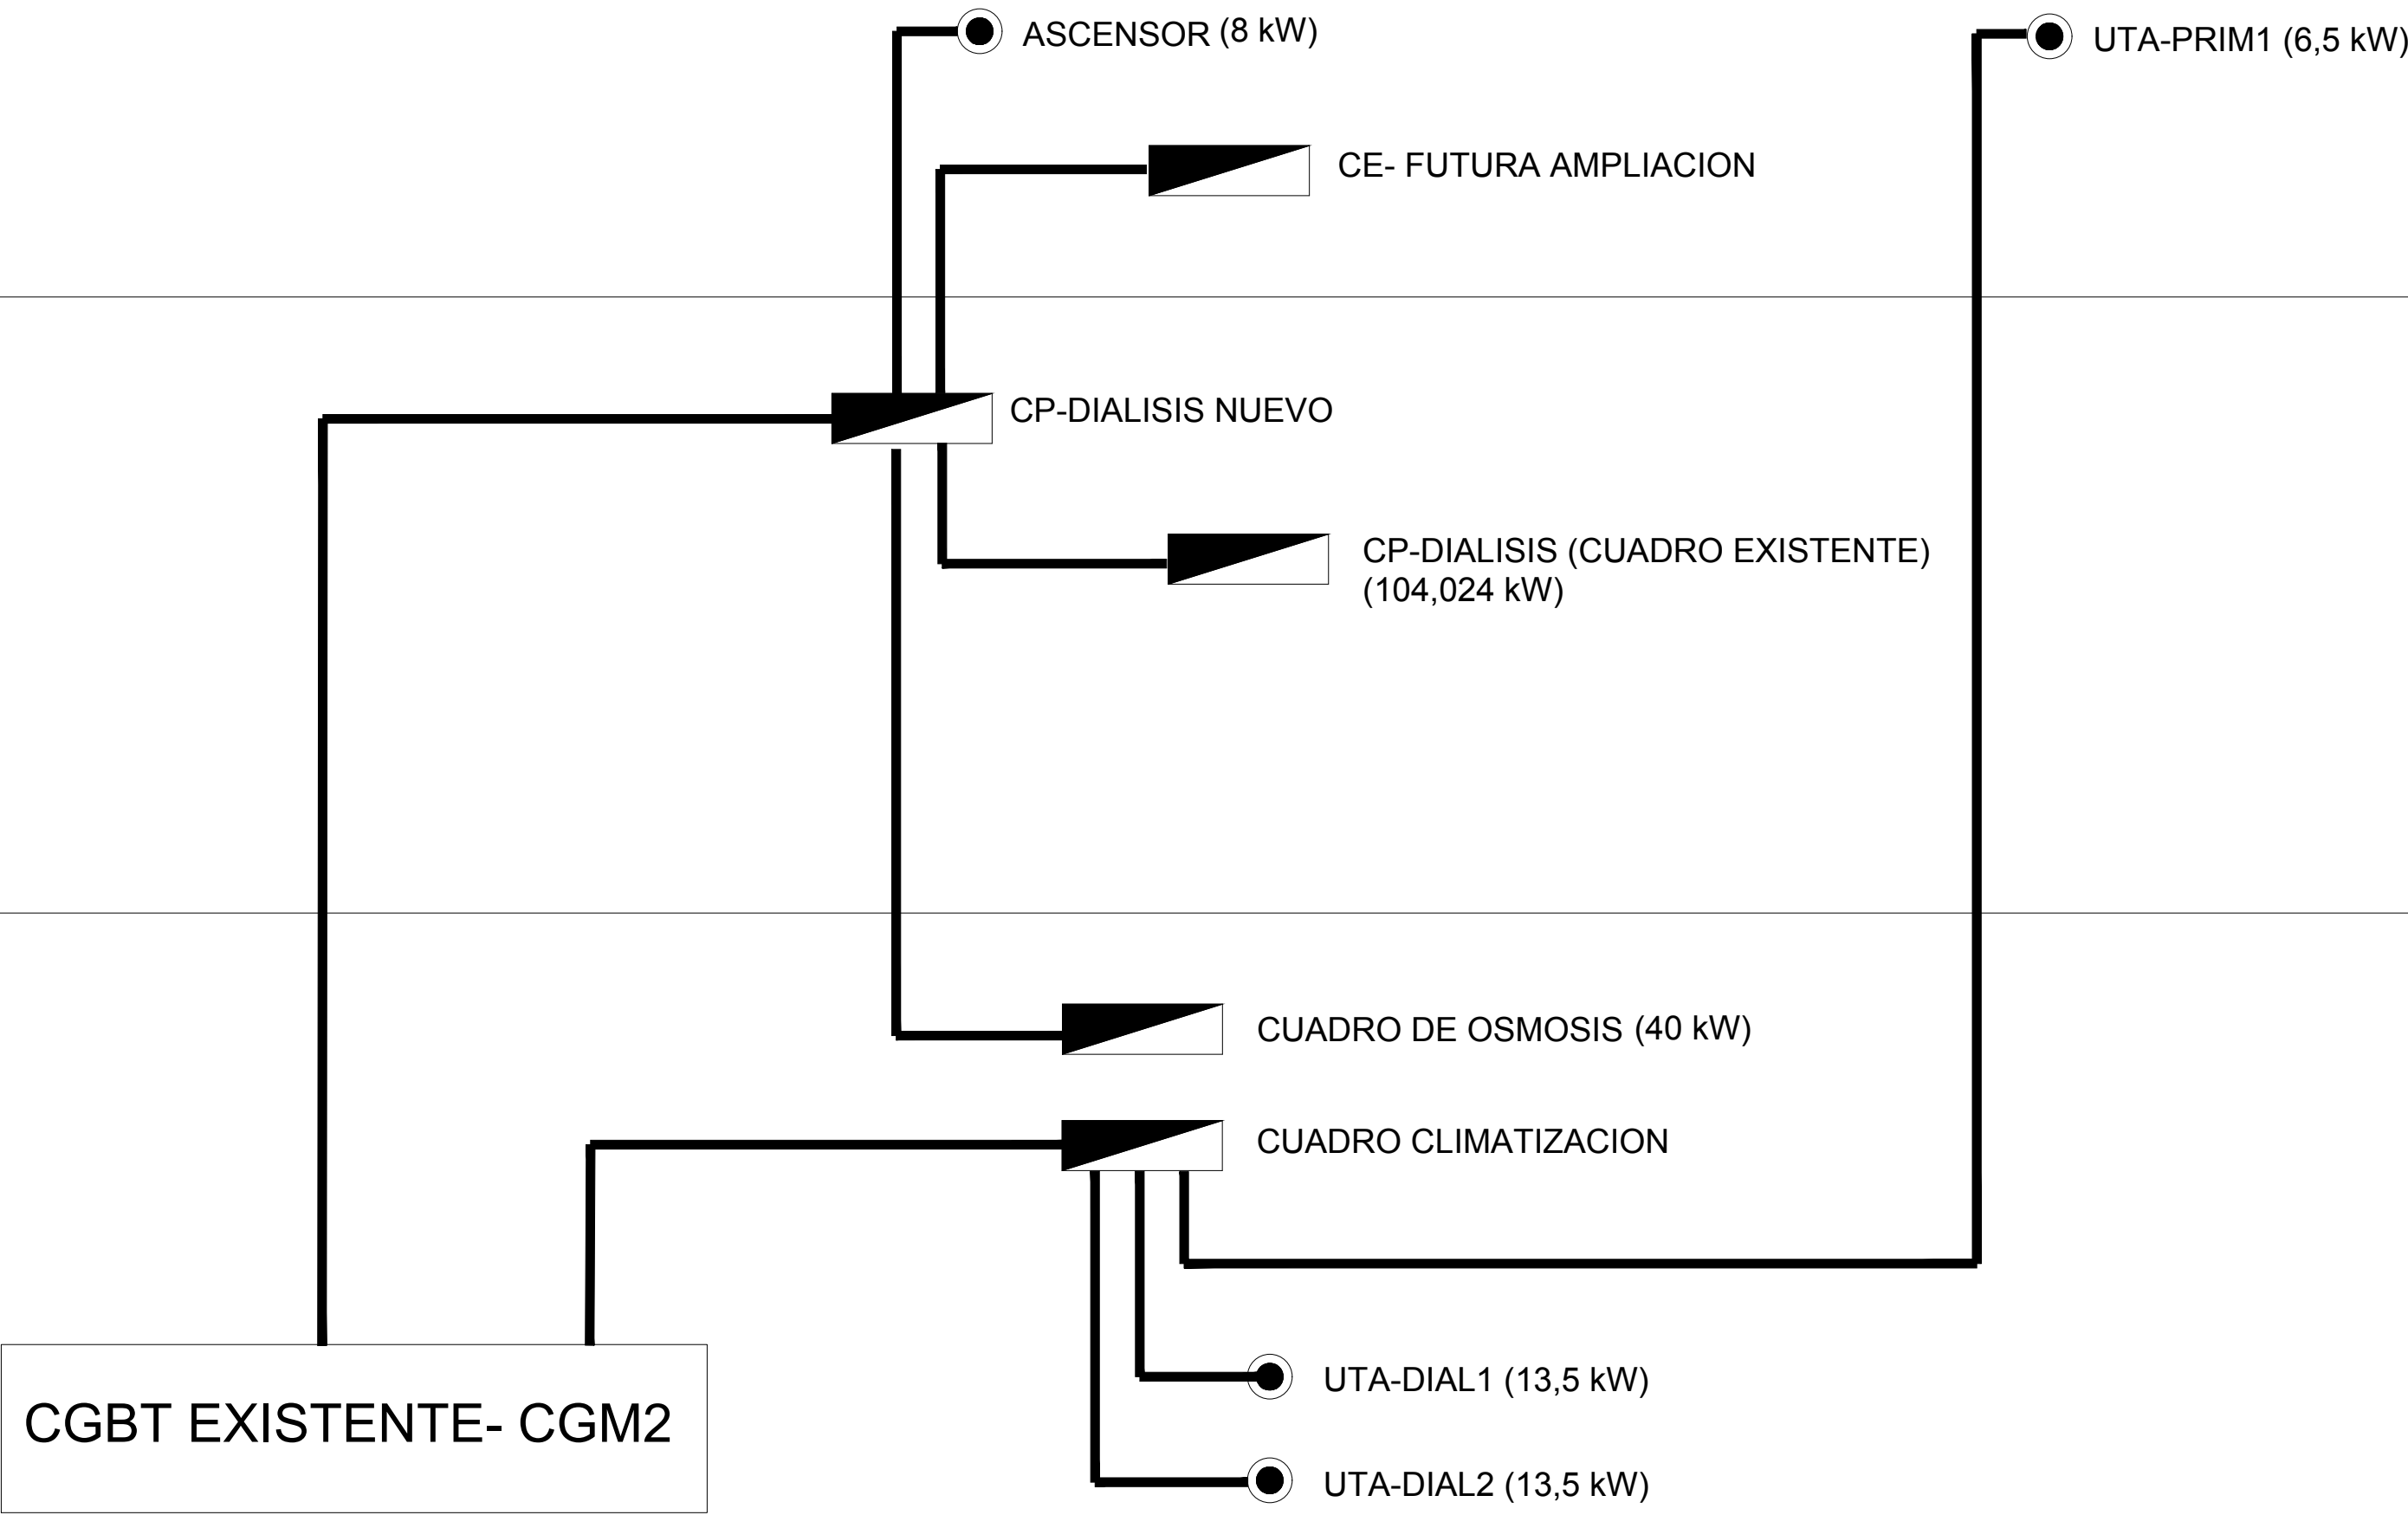 ASCENSOR (8 kW)
UTA-PRIM1 (6,5 kW)
CE- FUTURA AMPLIACION
CP-DIALISIS NUEVO
CP-DIALISIS (CUADRO EXISTENTE)
(104,024 kW)
CUADRO DE OSMOSIS (40 kW)
CUADRO CLIMATIZACION
UTA-DIAL1 (13,5 kW)
CGBT EXISTENTE- CGM2
UTA-DIAL2 (13,5 kW)